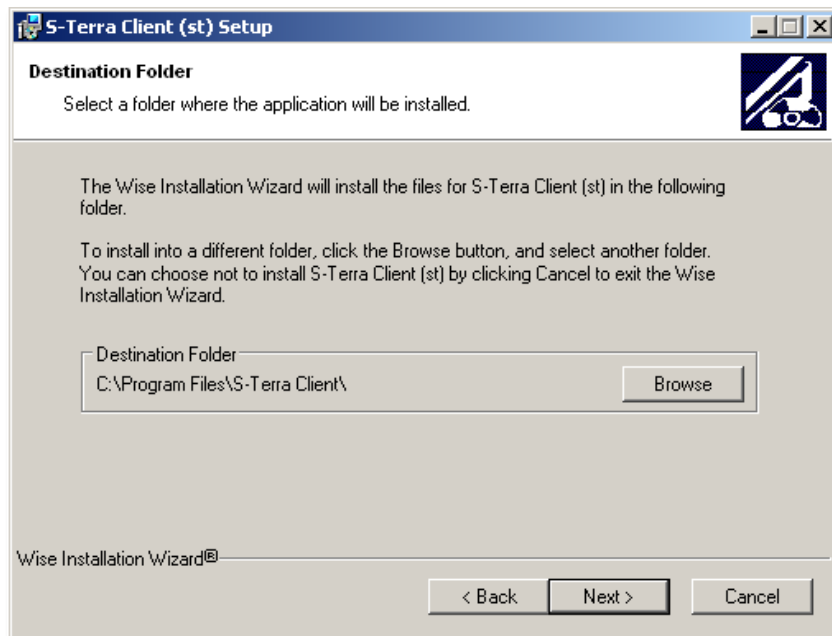 S-Terra Client (st) Setup
Destination Folder
Select a folder where the application will be installed.
The Wise Installation Wizard will install the files for S-Terra Client (st) in the following
folder.
To install into a different folder, click the Browse button, and select another folder.
You can choose not to install S-Terra Client (st) by clicking Cancel to exit the Wise
Installation Wizard.
Destination Folder
C:\Program Files\S-Terra Client\
Browse
Wise Installation Wizard®
< Back
Next >
Cancel